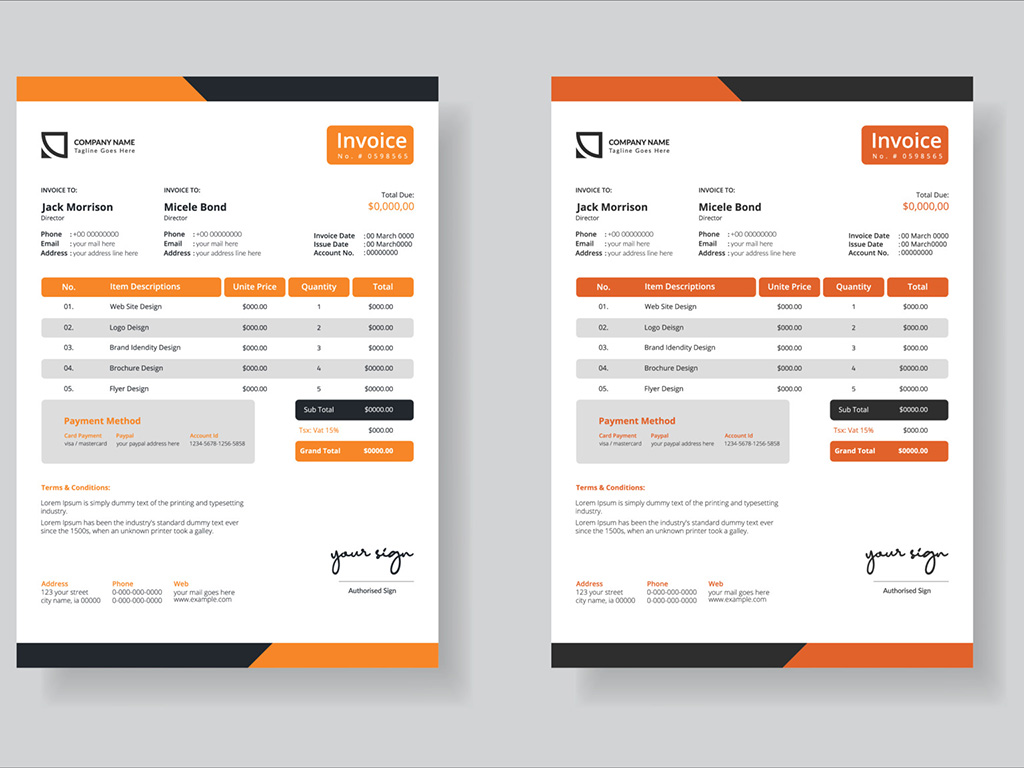 COMPANY NAME
Tagline Goes Here
Invoice
No. # 0598565
INVOICE TO:
Jack Morrison
Director
Phone : +00 00000000
Email : your mail here
Address : your address line here
INVOICE TO:
Micele Bond
Director
Phone : +00 00000000
Email : your mail here
Address : your address line here
Total Due:
$0,000,00
Invoice Date : 00 March 0000
Issue Date : 00 March0000
Account No. : 00000000
No. Item Descriptions Unite Price Quantity Total
01. Web Site Design $000.00 1 $000.00
02. Logo Deisgn $000.00 2 $000.00
03. Brand Idendity Design $000.00 3 $000.00
04. Brochure Design $000.00 4 $0000.00
05. Flyer Design $000.00 5 $0000.00
Payment Method
Card Payment Paypal Account Id
visa / mastercard your paypal address here 1234-5678-1256-5858
Sub Total $0000.00
Tsx: Vat 15% $000.00
Grand Total $0000.00
Terms & Conditions:
Lorem Ipsum is simply dummy text of the printing and typesetting
industry.
Lorem Ipsum has been the industry's standard dummy text ever
since the 1500s, when an unknown printer took a galley.
your sign
Authorised Sign
Address Phone Web
123 your street 0-000-000-0000 your mail goes here
city name, ia 00000 0-000-000-0000 www.example.com
COMPANY NAME
Tagline Goes Here
Invoice
No. # 0598565
INVOICE TO:
Jack Morrison
Director
Phone : +00 00000000
Email : your mail here
Address : your address line here
INVOICE TO:
Micele Bond
Director
Phone : +00 00000000
Email : your mail here
Address : your address line here
Total Due:
$0,000,00
Invoice Date : 00 March 0000
Issue Date : 00 March0000
Account No. : 00000000
No. Item Descriptions Unite Price Quantity Total
01. Web Site Design $000.00 1 $000.00
02. Logo Deisgn $000.00 2 $000.00
03. Brand Idendity Design $000.00 3 $000.00
04. Brochure Design $000.00 4 $0000.00
05. Flyer Design $000.00 5 $0000.00
Payment Method
Card Payment Paypal Account Id
visa / mastercard your paypal address here 1234-5678-1256-5858
Sub Total $0000.00
Tsx: Vat 15% $000.00
Grand Total $0000.00
Terms & Conditions:
Lorem Ipsum is simply dummy text of the printing and typesetting
industry.
Lorem Ipsum has been the industry's standard dummy text ever
since the 1500s, when an unknown printer took a galley.
your sign
Authorised Sign
Address Phone Web
123 your street 0-000-000-0000 your mail goes here
city name, ia 00000 0-000-000-0000 www.example.com